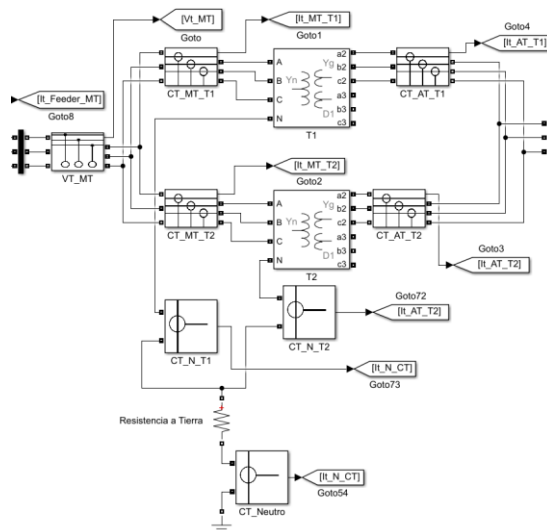 [Vt_MT]
Goto
[It_MT_T1]
Goto1
Goto4
[It_AT_T1]
[It_Feeder_MT]
Goto8
VT_MT
CT_MT_T1
A
B
C
N
Yn
Yg
D1
a2
b2
c2
a3
b3
c3
T1
CT_AT_T1
[It_MT_T2]
Goto2
CT_MT_T2
A
B
C
N
Yn
Yg
D1
a2
b2
c2
a3
b3
c3
T2
CT_AT_T2
Goto3
[It_AT_T2]
CT_N_T1
CT_N_T2
Goto72
[It_AT_T2]
[It_N_CT]
Goto73
Resistencia a Tierra
+
CT_Neutro
[It_N_CT]
Goto54